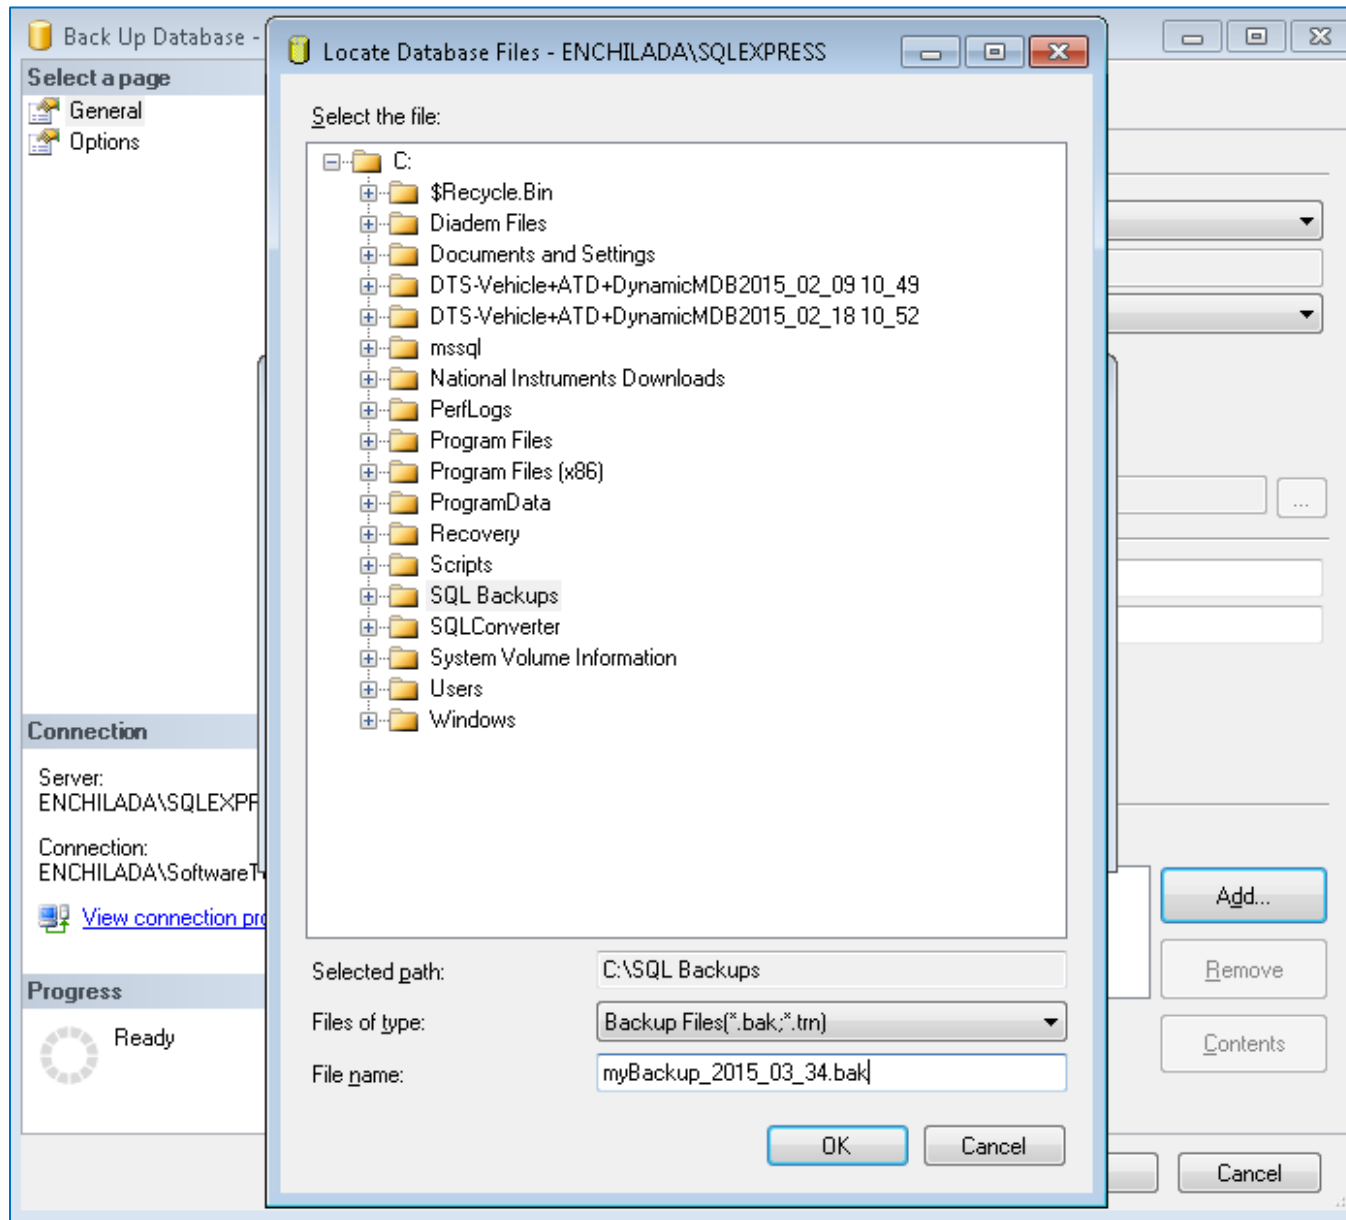 Back Up Database -
Select a page
General
Options
Connection
Server:
ENCHILADA\SQLEXPR
Connection:
ENCHILADA\SoftwareT
View connection pro
Progress
Ready
Locate Database Files - ENCHILADA\SQLEXPRESS
Select the file:
C:
$Recycle.Bin
Diadem Files
Documents and Settings
DTS-Vehicle+ATD+DynamicMDB2015_02_09 10_49
DTS-Vehicle+ATD+DynamicMDB2015_02_18 10_52
mssql
National Instruments Downloads
PerfLogs
Program Files
Program Files (x86)
ProgramData
Recovery
Scripts
SQL Backups
SQLConverter
System Volume Information
Users
Windows
Selected path: C:\SQL Backups
Files of type: Backup Files(*.bak;*.trn)
File name: myBackup_2015_03_34.bak
OK Cancel
...
Add...
Remove
Contents
Cancel